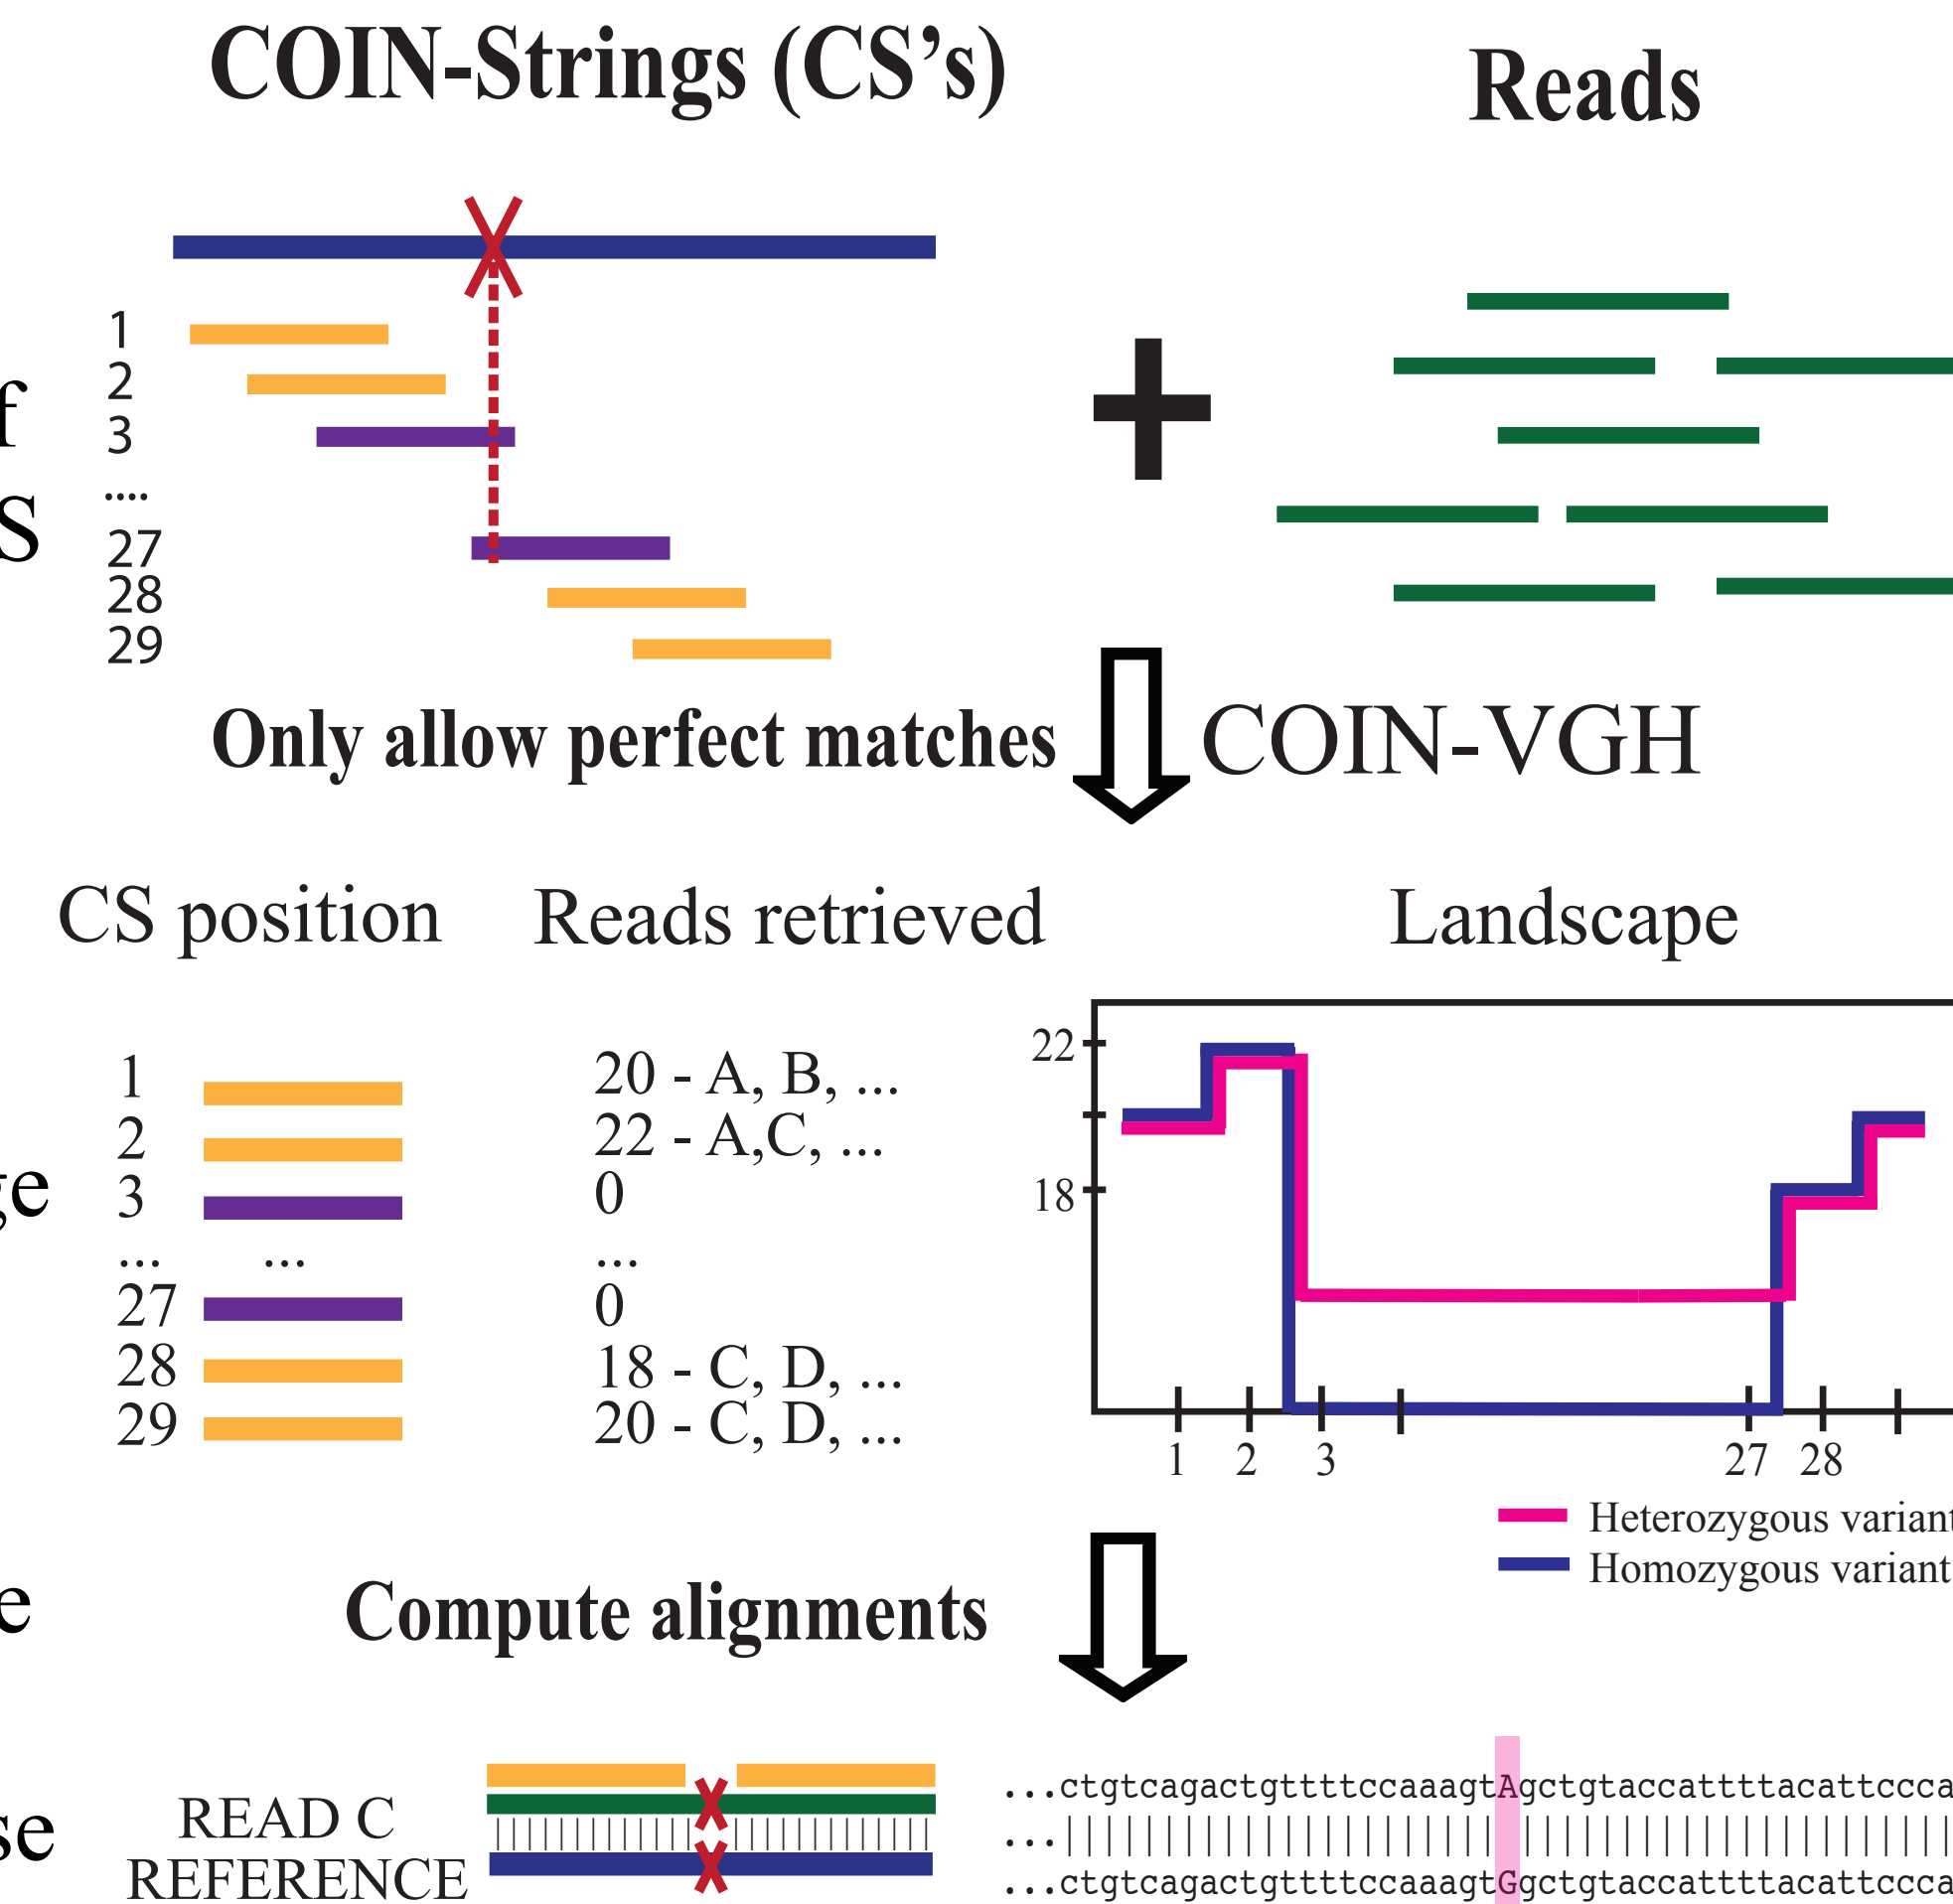 COIN-Strings (CS's)
Reads
1
2
3
....
27
28
29
Only allow perfect matches
COIN-VGH
CS position
Reads retrieved
Landscape
1
20 - A, B, ...
2
22 - A,C, ...
3
0
...
...
...
27
0
28
18 - C, D, ...
29
20 - C, D, ...
22
18
1
2
3
27
28
Heterozygous variant
Homozygous variant
Compute alignments
READ C
REFERENCE
...ctgtcagactgttttccaaagtAgctgtaccattttacattccca
...
...ctgtcagactgttttccaaagtGgctgtaccattttacattccca